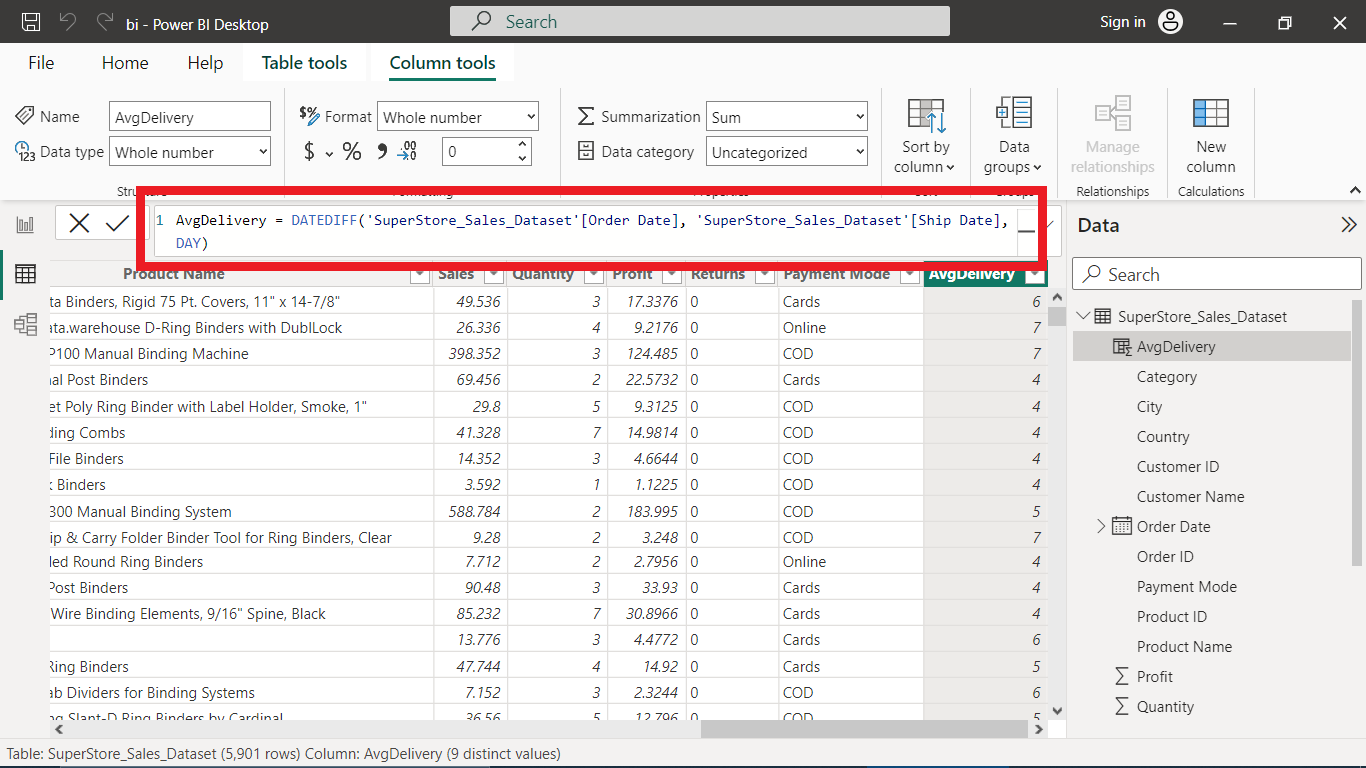 bi - Power BI Desktop
Search
Sign in
File Home Help Table tools Column tools
Name AvgDelivery
Format Whole number
Summarization Sum
Data type Whole number
$ % 9 .00 0
Data category Uncategorized
Sort by column
Data groups
Manage relationships
New column
Relationships
Calculations
1 AvgDelivery = DATEDIFF('SuperStore_Sales_Dataset'[Order Date], 'SuperStore_Sales_Dataset'[Ship Date],
DAY)
Product Name Sales Quantity Profit Returns Payment Mode AvgDelivery
ta Binders, Rigid 75 Pt. Covers, 11" x 14-7/8" 49.536 3 17.3376 0 Cards 6
ata.warehouse D-Ring Binders with DublLock 26.336 4 9.2176 0 Online 7
P100 Manual Binding Machine 398.352 3 124.485 0 COD 7
al Post Binders 69.456 2 22.5732 0 Cards 4
et Poly Ring Binder with Label Holder, Smoke, 1" 29.8 5 9.3125 0 COD 4
ding Combs 41.328 7 14.9814 0 COD 4
File Binders 14.352 3 4.6644 0 COD 4
Binders 3.592 1 1.1225 0 COD 4
300 Manual Binding System 588.784 2 183.995 0 COD 5
ip & Carry Folder Binder Tool for Ring Binders, Clear 9.28 2 3.248 0 COD 7
led Round Ring Binders 7.712 2 2.7956 0 Online 4
Post Binders 90.48 3 33.93 0 Cards 4
Wire Binding Elements, 9/16" Spine, Black 85.232 7 30.8966 0 Cards 4
13.776 3 4.4772 0 Cards 6
Ring Binders 47.744 4 14.92 0 Cards 5
ab Dividers for Binding Systems 7.152 3 2.3244 0 COD 6
ng Slant-D Ring Binders by Cardinal 36.56 5 12.796 0 COD 5
Data
Search
SuperStore_Sales_Dataset
AvgDelivery
Category
City
Country
Customer ID
Customer Name
Order Date
Order ID
Payment Mode
Product ID
Product Name
Profit
Quantity
Table: SuperStore_Sales_Dataset (5,901 rows) Column: AvgDelivery (9 distinct values)